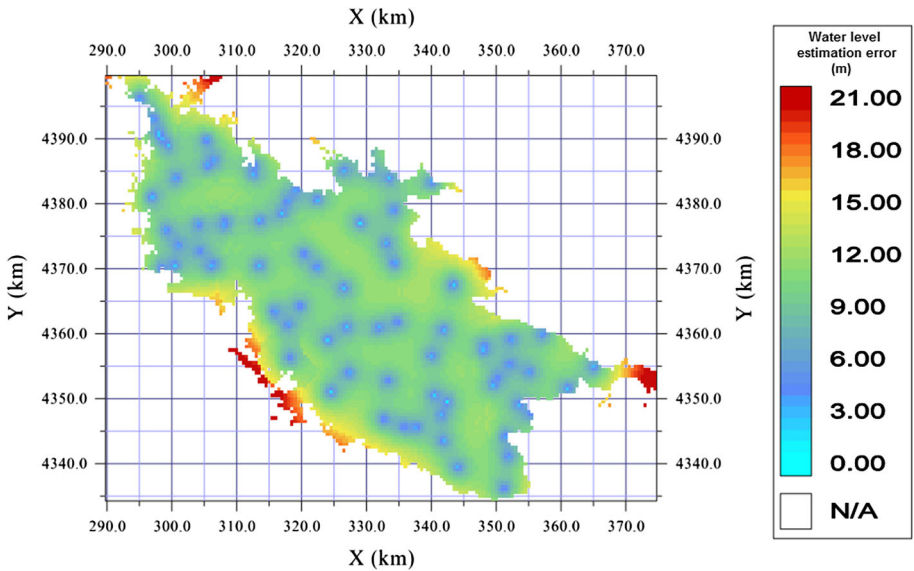 X (km)
290.0 300.0 310.0 320.0 330.0 340.0 350.0 360.0 370.0
Water level
estimation error
(m)
21.00
4390.0 4390.0
18.00
15.00
4380.0 4380.0
12.00
4370.0 4370.0
Y (km) Y (km)
9.00
4360.0 4360.0
6.00
4350.0 4350.0
3.00
4340.0 4340.0
0.00
N/A
290.0 300.0 310.0 320.0 330.0 340.0 350.0 360.0 370.0
X (km)